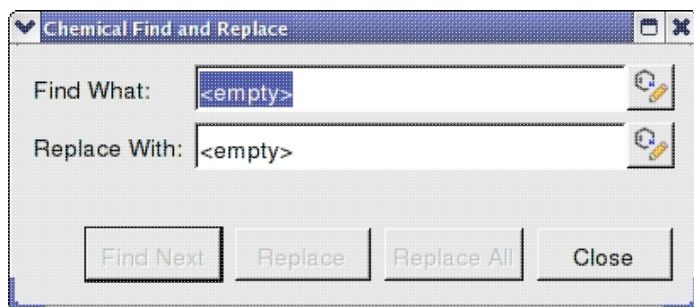 Chemical Find and Replace
Find What: <empty>
Replace With: <empty>
Find Next Replace Replace All Close